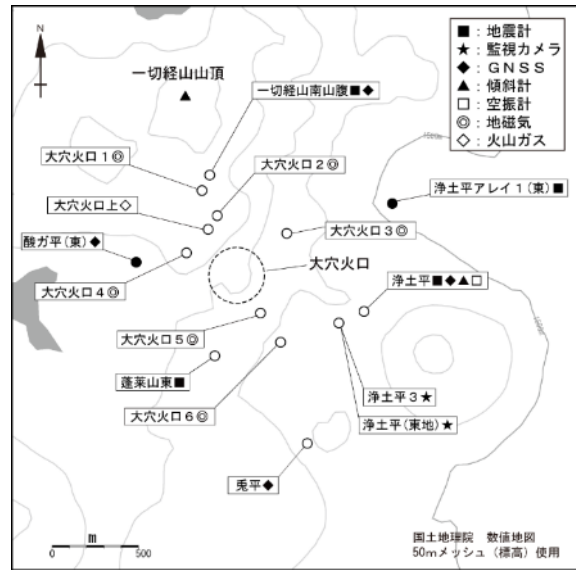 N
■：地震計
★：監視カメラ
◆：ＧＮＳＳ
▲：傾斜計
□：空振計
◎：地磁気
◇：火山ガス
一切経山山頂
一切経山南山腹■◆
大穴火口１◎
大穴火口２◎
大穴火口上◇
浄土平アレイ１(東)■
大穴火口３◎
酸ガ平(東)◆
大穴火口
浄土平■◆▲□
大穴火口４◎
大穴火口５◎
蓬莱山東■
浄土平３★
大穴火口６◎
浄土平(東地)★
兎平◆
m
0 500
国土地理院　数値地図
50ｍメッシュ（標高）使用